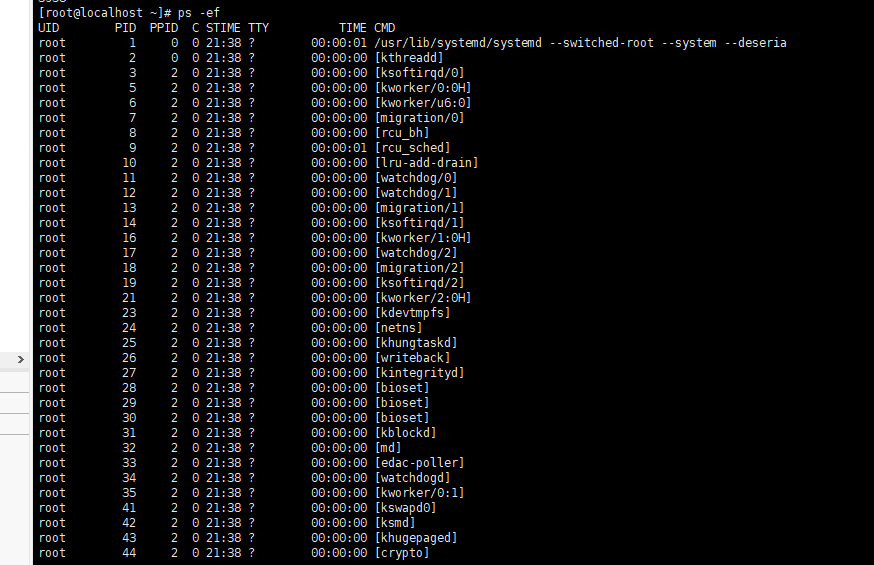 [root@localhost ~]# ps -ef
UID PID PPID C STIME TTY TIME CMD
root 1 0 0 21:38 ? 00:00:01 /usr/lib/systemd/systemd --switched-root --system --deseria
root 2 0 0 21:38 ? 00:00:00 [kthreadd]
root 3 2 0 21:38 ? 00:00:00 [ksoftirqd/0]
root 5 2 0 21:38 ? 00:00:00 [kworker/0:0H]
root 6 2 0 21:38 ? 00:00:00 [kworker/u6:0]
root 7 2 0 21:38 ? 00:00:00 [migration/0]
root 8 2 0 21:38 ? 00:00:00 [rcu_bh]
root 9 2 0 21:38 ? 00:00:01 [rcu_sched]
root 10 2 0 21:38 ? 00:00:00 [lru-add-drain]
root 11 2 0 21:38 ? 00:00:00 [watchdog/0]
root 12 2 0 21:38 ? 00:00:00 [watchdog/1]
root 13 2 0 21:38 ? 00:00:00 [migration/1]
root 14 2 0 21:38 ? 00:00:00 [ksoftirqd/1]
root 16 2 0 21:38 ? 00:00:00 [kworker/1:0H]
root 17 2 0 21:38 ? 00:00:00 [watchdog/2]
root 18 2 0 21:38 ? 00:00:00 [migration/2]
root 19 2 0 21:38 ? 00:00:00 [ksoftirqd/2]
root 21 2 0 21:38 ? 00:00:00 [kworker/2:0H]
root 23 2 0 21:38 ? 00:00:00 [kdevtmpfs]
root 24 2 0 21:38 ? 00:00:00 [netns]
root 25 2 0 21:38 ? 00:00:00 [khungtaskd]
root 26 2 0 21:38 ? 00:00:00 [writeback]
root 27 2 0 21:38 ? 00:00:00 [kintegrityd]
root 28 2 0 21:38 ? 00:00:00 [bioset]
root 29 2 0 21:38 ? 00:00:00 [bioset]
root 30 2 0 21:38 ? 00:00:00 [bioset]
root 31 2 0 21:38 ? 00:00:00 [kblockd]
root 32 2 0 21:38 ? 00:00:00 [md]
root 33 2 0 21:38 ? 00:00:00 [edac-poller]
root 34 2 0 21:38 ? 00:00:00 [watchdogd]
root 35 2 0 21:38 ? 00:00:00 [kworker/0:1]
root 41 2 0 21:38 ? 00:00:00 [kswapd0]
root 42 2 0 21:38 ? 00:00:00 [ksmd]
root 43 2 0 21:38 ? 00:00:00 [khugepaged]
root 44 2 0 21:38 ? 00:00:00 [crypto]